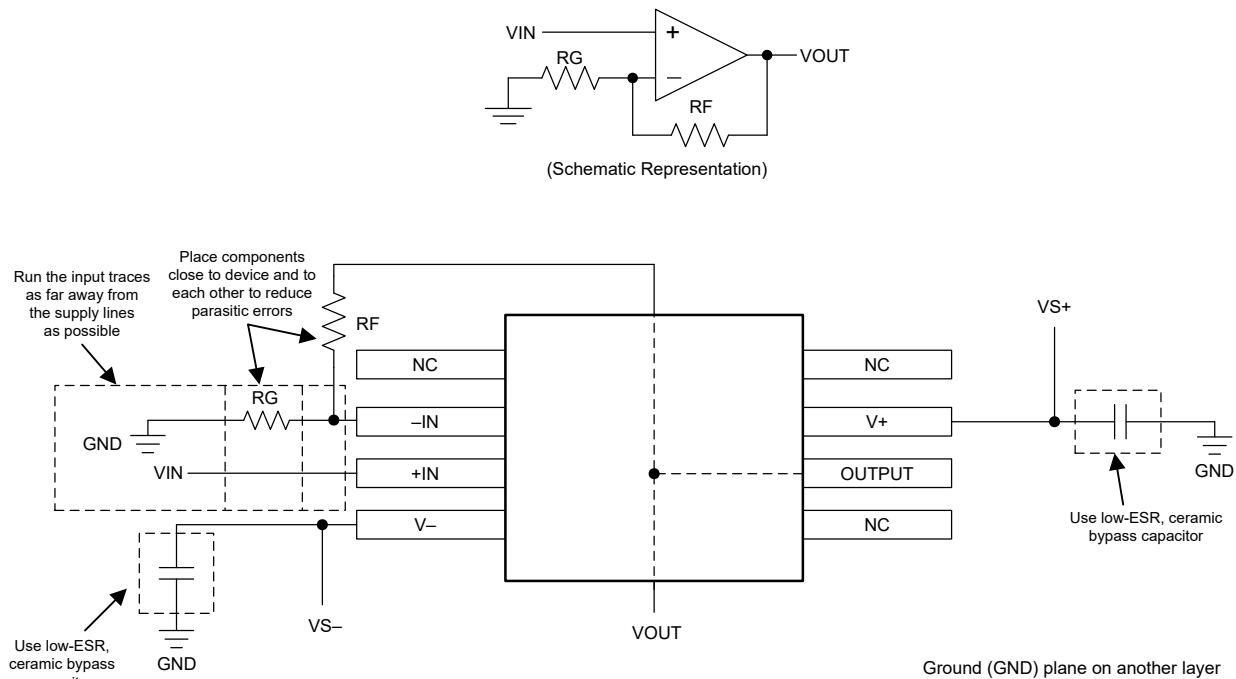 VIN
+
RG
−
VOUT
RF
(Schematic Representation)
Run the input traces
as far away from
the supply lines
as possible
Place components
close to device and to
each other to reduce
parasitic errors
RF
VS+
NC
NC
RG
–IN
V+
GND
VIN
+IN
OUTPUT
GND
V–
NC
Use low-ESR, ceramic
bypass capacitor
VS–
VOUT
Use low-ESR,
ceramic bypass
GND
Ground (GND) plane on another layer